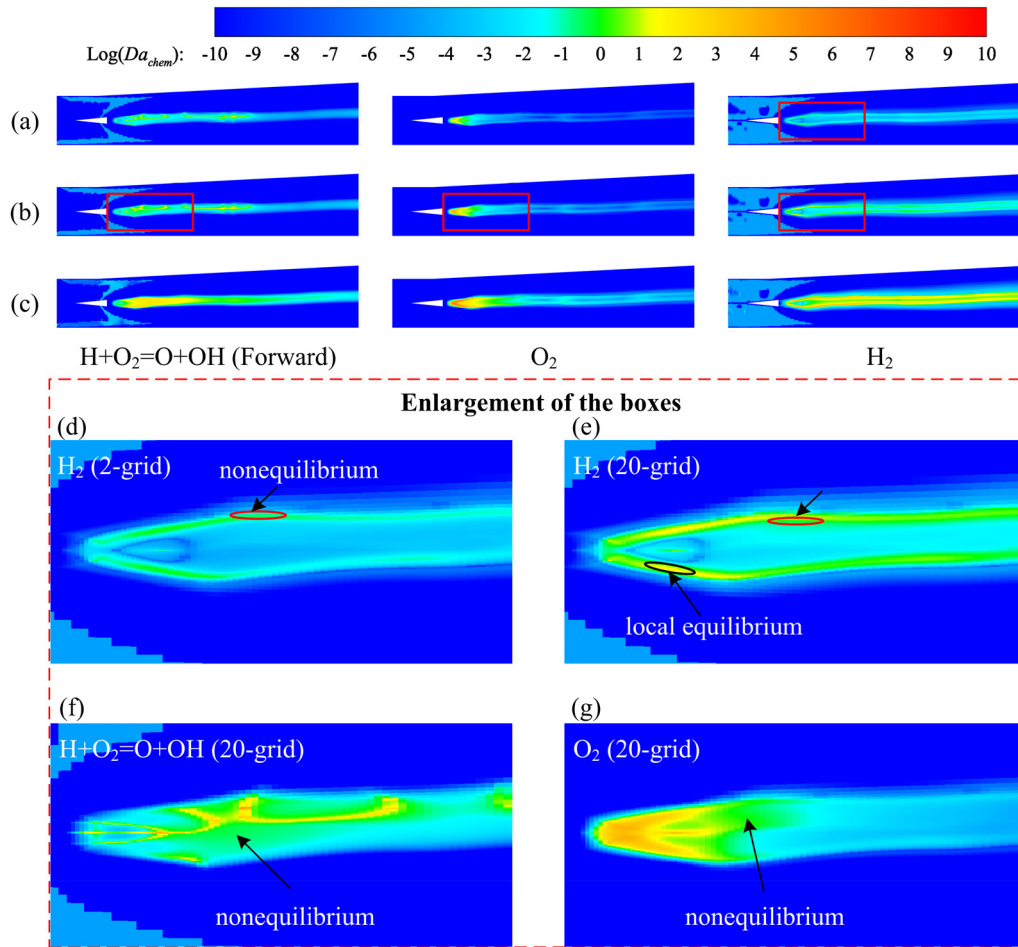 Log(Da_chem): -10 -9 -8 -7 -6 -5 -4 -3 -2 -1 0 1 2 3 4 5 6 7 8 9 10
(a)
(b)
(c)
H+O₂=O+OH (Forward) O₂ H₂
Enlargement of the boxes
(d) (e)
H₂ (2-grid) H₂ (20-grid)
nonequilibrium
local equilibrium
(f) (g)
H+O₂=O+OH (20-grid) O₂ (20-grid)
nonequilibrium nonequilibrium